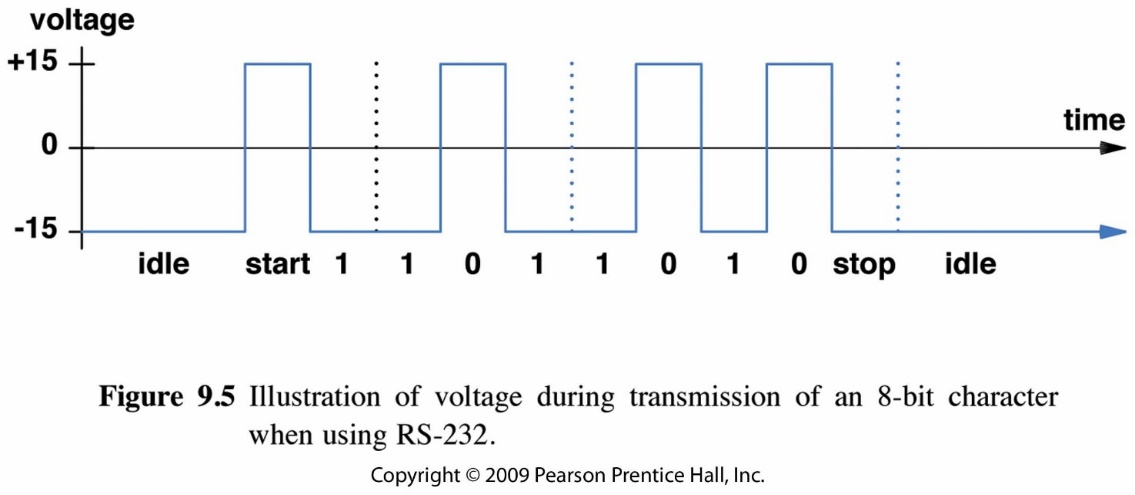 voltage
+15
time
0
-15
idle start 1 1 0 1 1 0 1 0 stop idle
Figure 9.5 Illustration of voltage during transmission of an 8-bit character
when using RS-232.
Copyright © 2009 Pearson Prentice Hall, Inc.